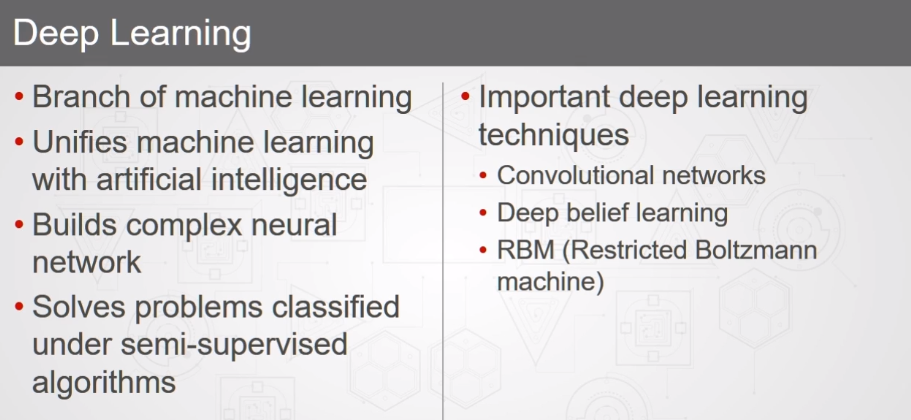 Deep Learning
• Branch of machine learning
• Unifies machine learning
with artificial intelligence
• Builds complex neural
network
• Solves problems classified
under semi-supervised
algorithms
• Important deep learning
techniques
• Convolutional networks
• Deep belief learning
• RBM (Restricted Boltzmann
machine)